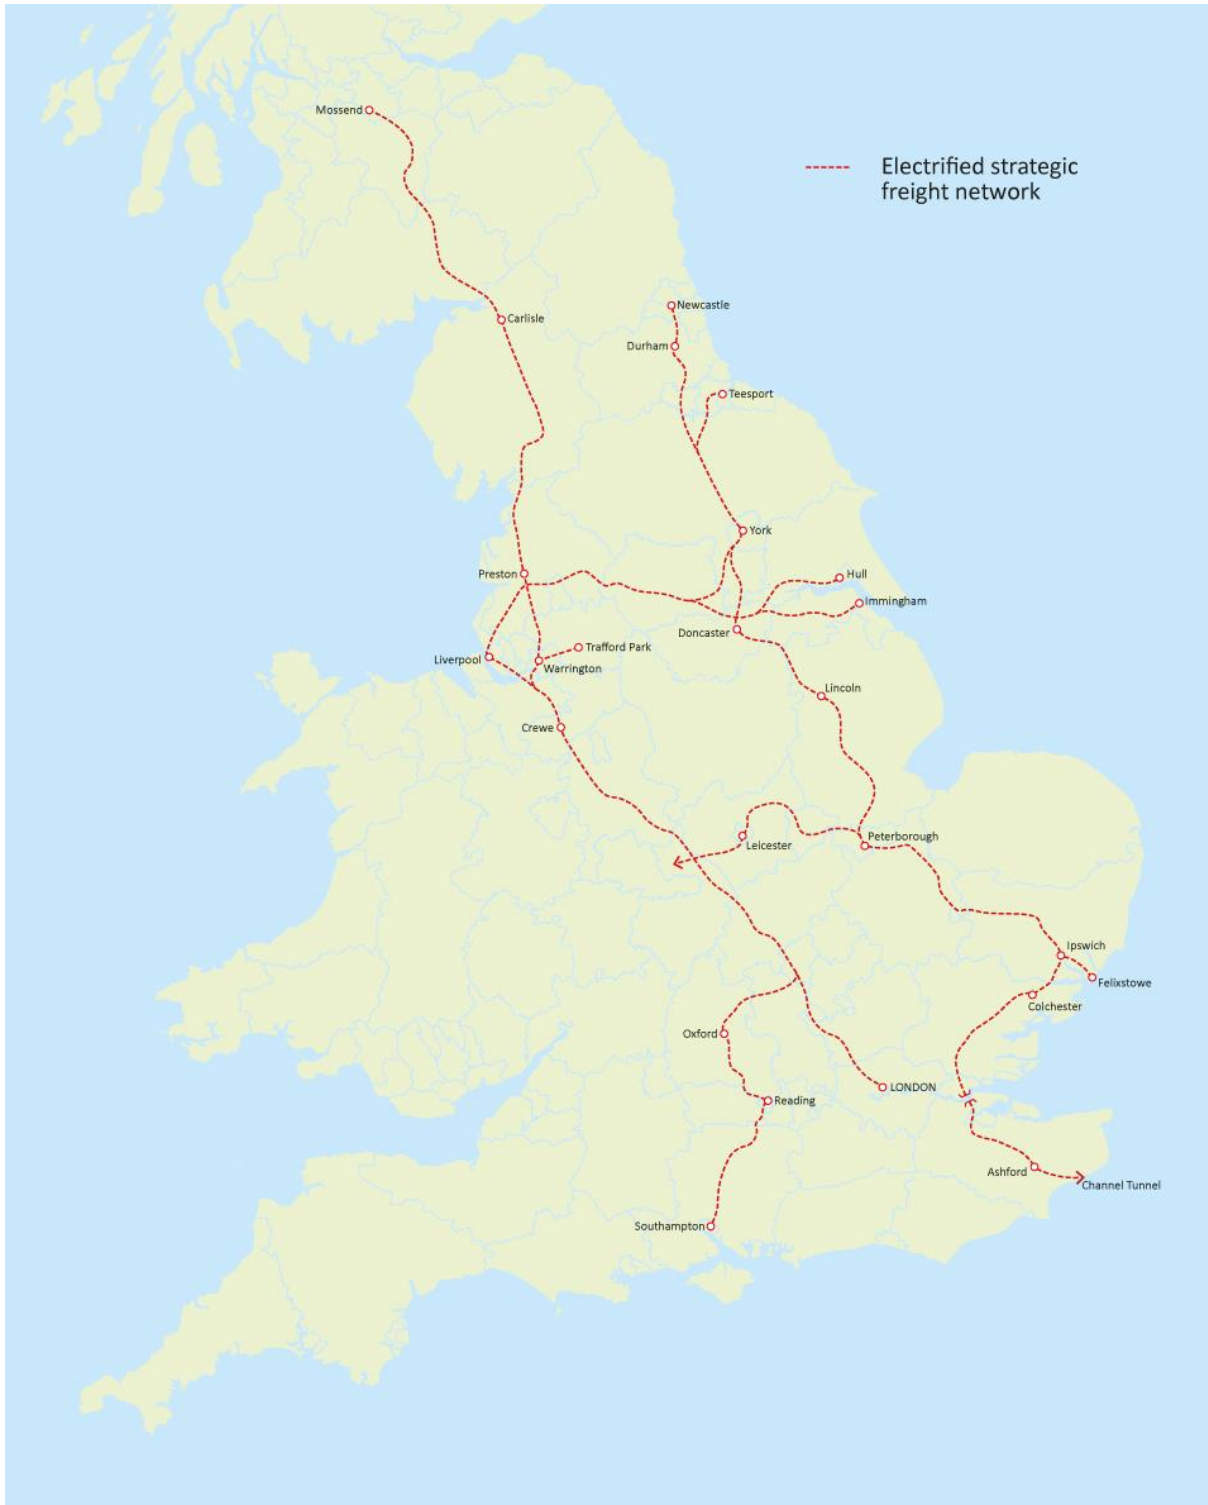 Mossend
Electrified strategic
freight network
Newcastle
Carlisle
Durham
Teesport
York
Preston
Hull
Immingham
Doncaster
Trafford Park
Liverpool
Warrington
Lincoln
Crewe
Peterborough
Leicester
Ipswich
Felixstowe
Colchester
Oxford
LONDON
Reading
Ashford
Channel Tunnel
Southampton